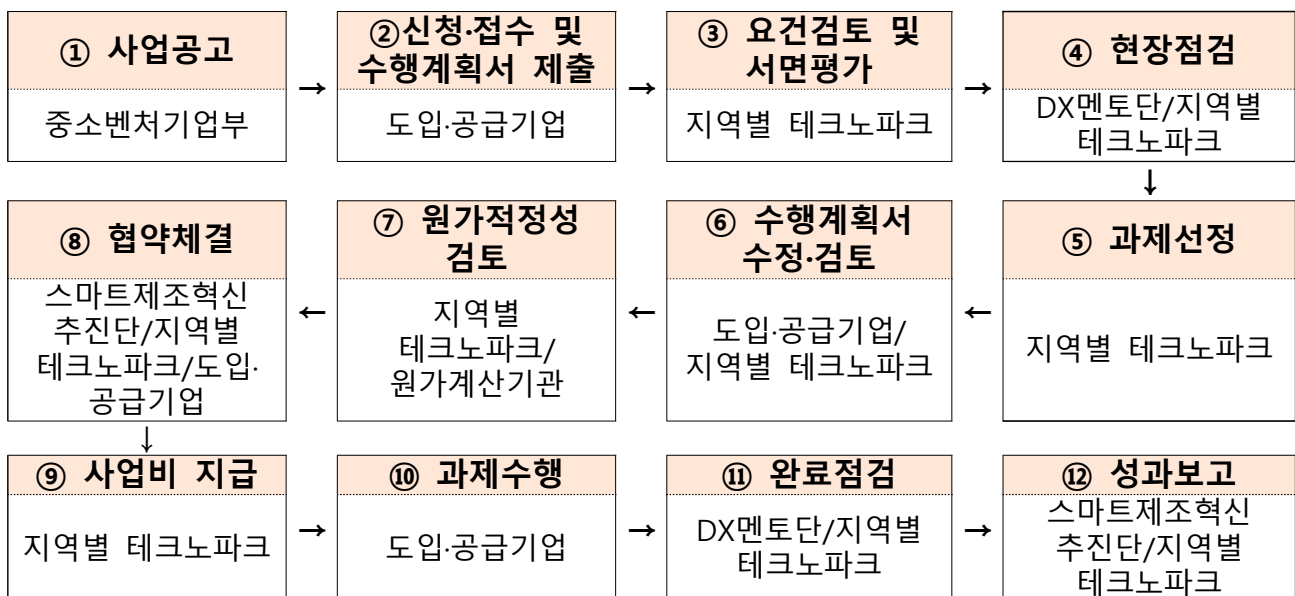 ① 사업공고
중소벤처기업부
→
②신청·접수 및
수행계획서 제출
도입·공급기업
→
③ 요건검토 및
서면평가
지역별 테크노파크
→
④ 현장점검
DX멘토단/지역별
테크노파크
↓
⑤ 과제선정
지역별 테크노파크
←
⑥ 수행계획서
수정·검토
도입·공급기업/
지역별 테크노파크
←
⑦ 원가적정성
검토
지역별
테크노파크/
원가계산기관
←
⑧ 협약체결
스마트제조혁신
추진단/지역별
테크노파크/도입·
공급기업
↓
⑨ 사업비 지급
지역별 테크노파크
→
⑩ 과제수행
도입·공급기업
→
⑪ 완료점검
DX멘토단/지역별
테크노파크
→
⑫ 성과보고
스마트제조혁신
추진단/지역별
테크노파크